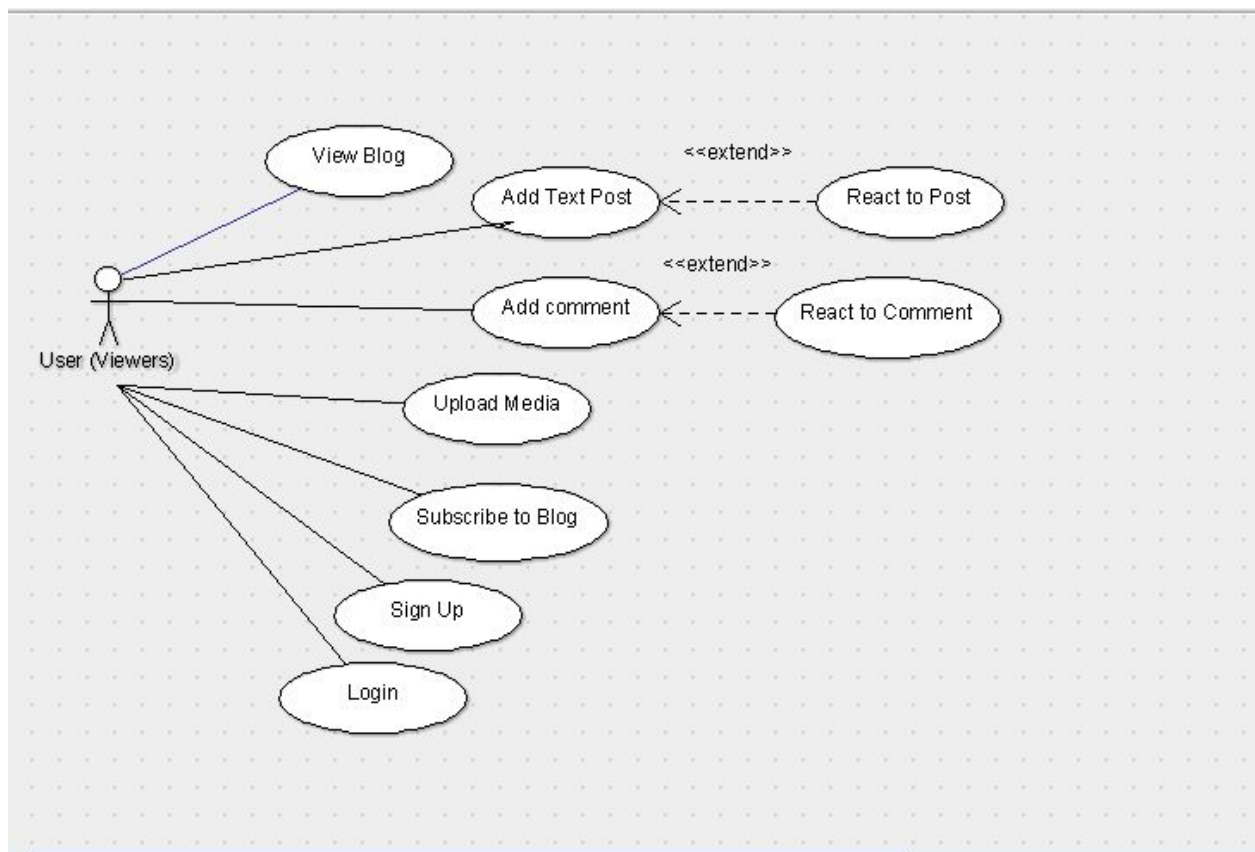 View Blog
<<extend>>
Add Text Post
React to Post
<<extend>>
Add comment
React to Comment
User (Viewers)
Upload Media
Subscribe to Blog
Sign Up
Login